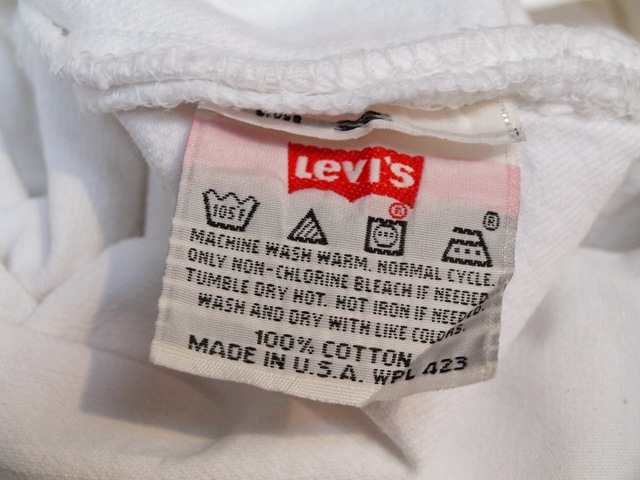 Levi's
®
105F
®
MACHINE WASH WARM. NORMAL CYCLE.
ONLY NON-CHLORINE BLEACH IF NEEDED.
TUMBLE DRY HOT. HOT IRON IF NEEDED.
WASH AND DRY WITH LIKE COLORS.
100% COTTON
MADE IN U.S.A. WPL 423